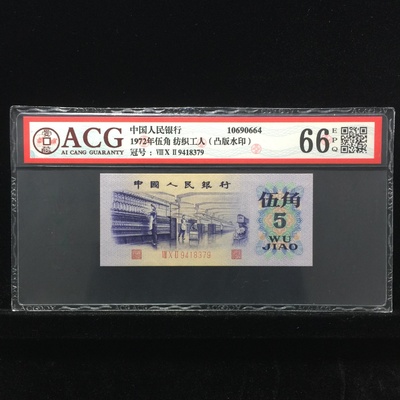 ACG
AI CANG GUARANTY
中国人民银行 10690664
1972年伍角 纺织工人（凸版水印）
冠号：Ⅷ Ⅹ Ⅱ 9418379
66 EPQ
中國人民銀行
伍角
5
WU
JIAO
Ⅷ Ⅹ Ⅱ 9418379